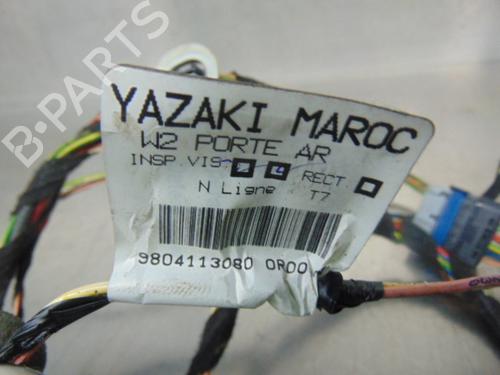 YAZAKI MAROC
W2 PORTE AR
INSP.VIS RECT.
N Ligne T7
9804113080 0R00
B-PARTS